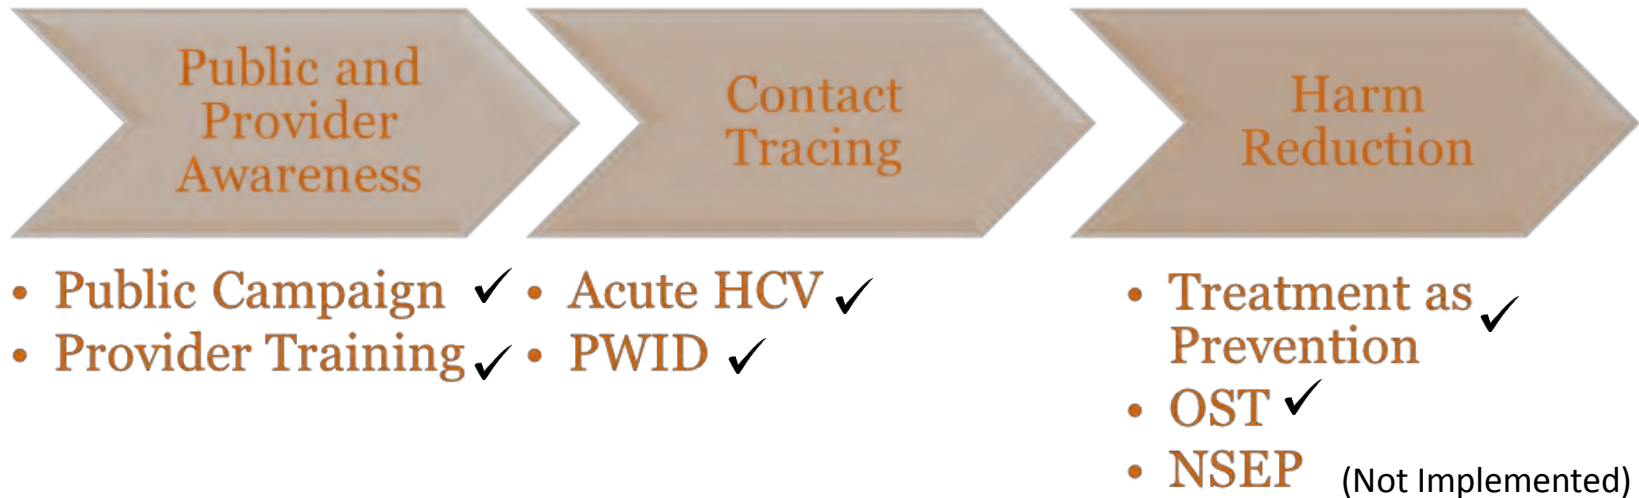 Public and
Provider
Awareness
Contact
Tracing
Harm
Reduction
• Public Campaign ✓
• Provider Training ✓
• Acute HCV ✓
• PWID ✓
• Treatment as ✓
Prevention
• OST ✓
• NSEP (Not Implemented)